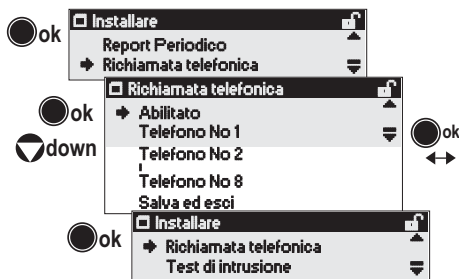 Installare
ok
Report Periodico
Richiamata telefonica
Richiamata telefonica
ok
Abilitato
Telefono No 1
ok
down
Telefono No 2
Telefono No 8
Salva ed esci
Installare
ok
Richiamata telefonica
Test di intrusione